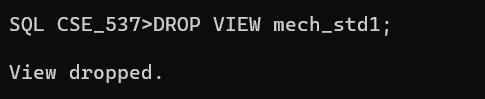 SQL CSE_537>DROP VIEW mech_std1;
View dropped.